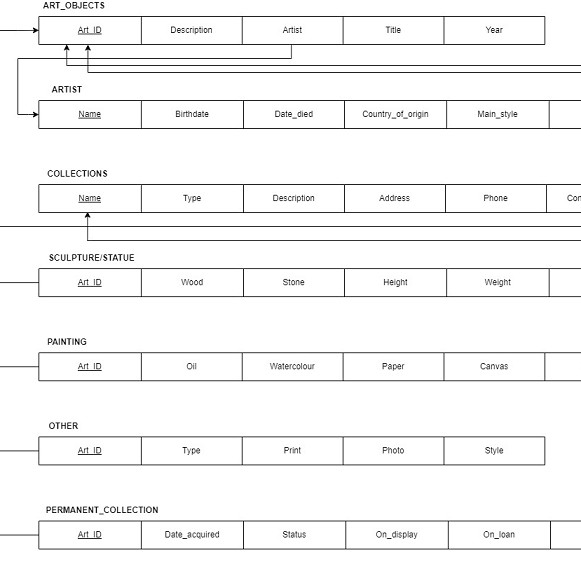 ART_OBJECTS
Art_ID Description Artist Title Year
ARTIST
Name Birthdate Date_died Country_of_origin Main_style
COLLECTIONS
Name Type Description Address Phone
SCULPTURE/STATUE
Art_ID Wood Stone Height Weight
PAINTING
Art_ID Oil Watercolour Paper Canvas
OTHER
Art_ID Type Print Photo Style
PERMANENT_COLLECTION
Art_ID Date_acquired Status On_display On_loan